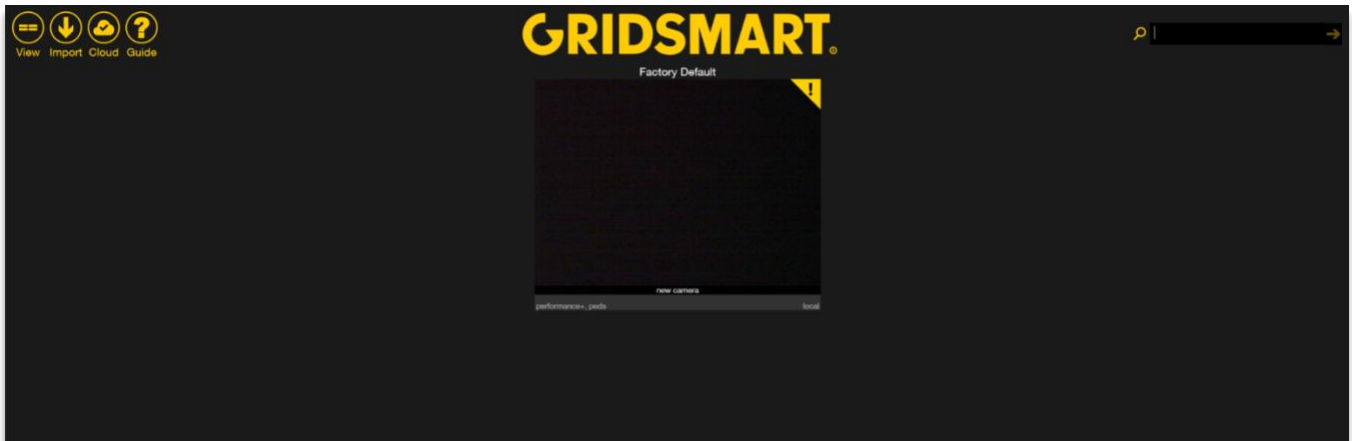 View Import Cloud Guide
GRIDSMART®
Factory Default
!
new camera
performance+, peds
local